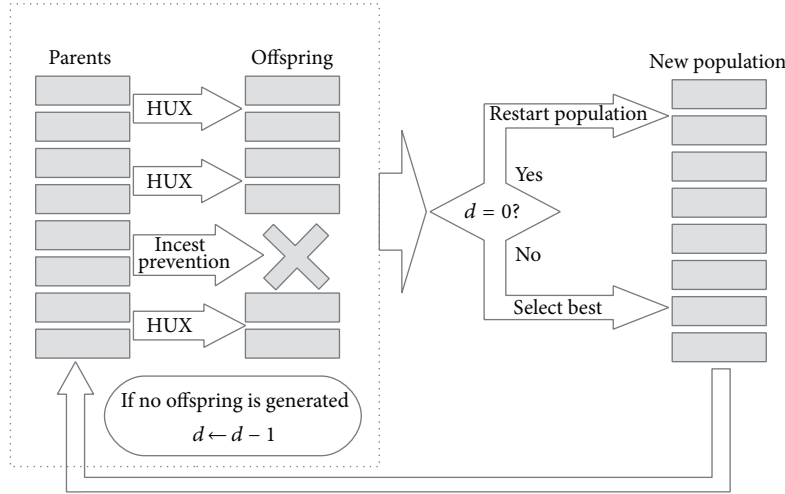 Parents
Offspring
HUX
HUX
Incest
prevention
HUX
If no offspring is generated
d ← d − 1
Restart population
Yes
d = 0?
No
Select best
New population